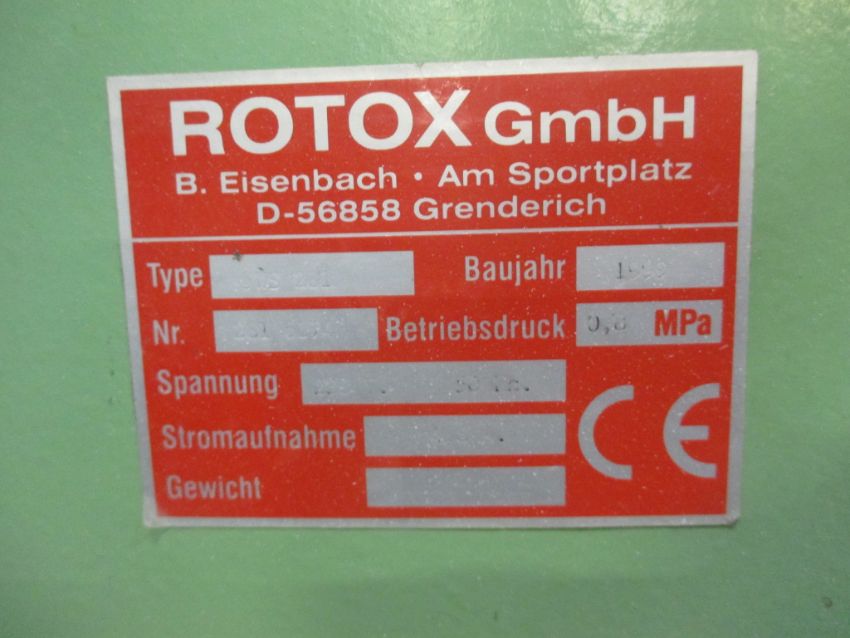 ROTOX GmbH
B. Eisenbach · Am Sportplatz
D-56858 Grenderich
Type
Baujahr
Nr.
Betriebsdruck MPa
Spannung
Stromaufnahme
Gewicht
CE